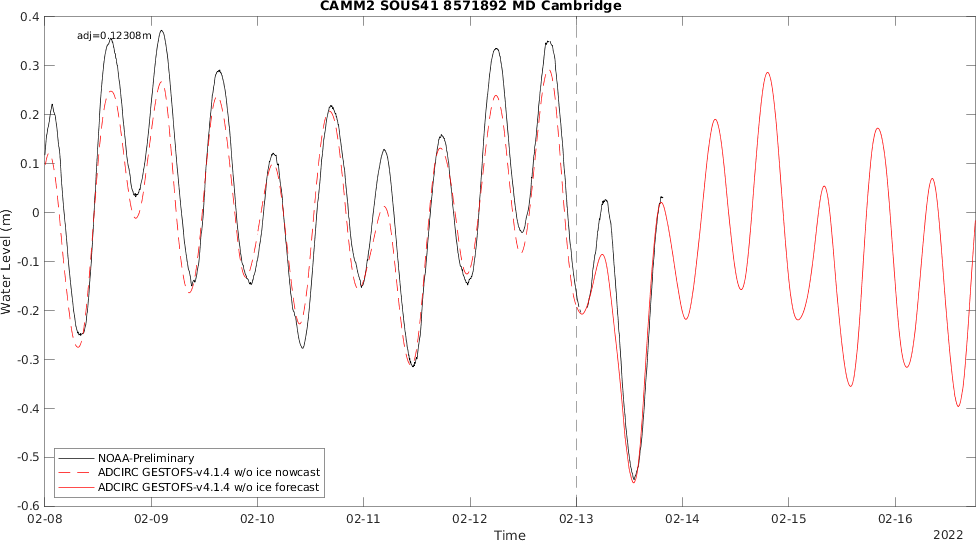 CAMM2 SOUS41 8571892 MD Cambridge
adj=0.12308m
0.4
0.3
0.2
0.1
0
-0.1
-0.2
-0.3
-0.4
-0.5
-0.6
Water Level (m)
NOAA-Preliminary
ADCIRC GESTOFS-v4.1.4 w/o ice nowcast
ADCIRC GESTOFS-v4.1.4 w/o ice forecast
02-08 02-09 02-10 02-11 02-12 02-13 02-14 02-15 02-16
Time
2022